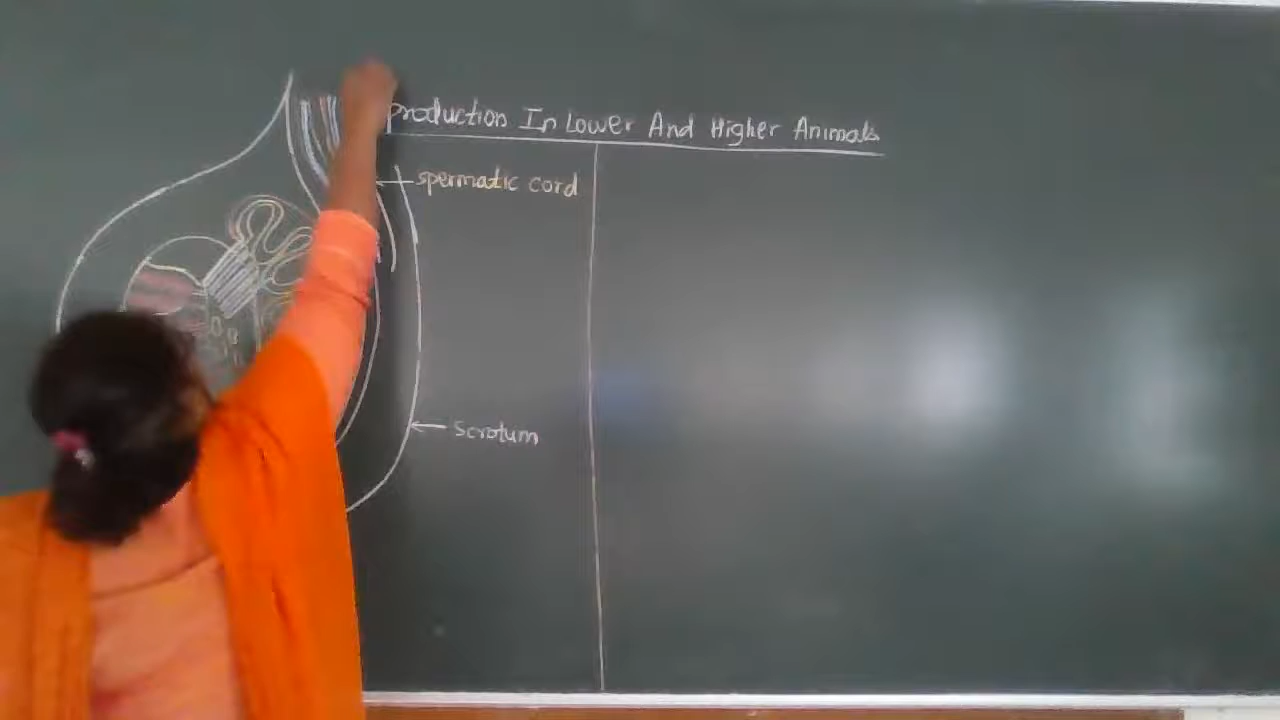 production In Lower And Higher Animals
spermatic cord
Scrotum